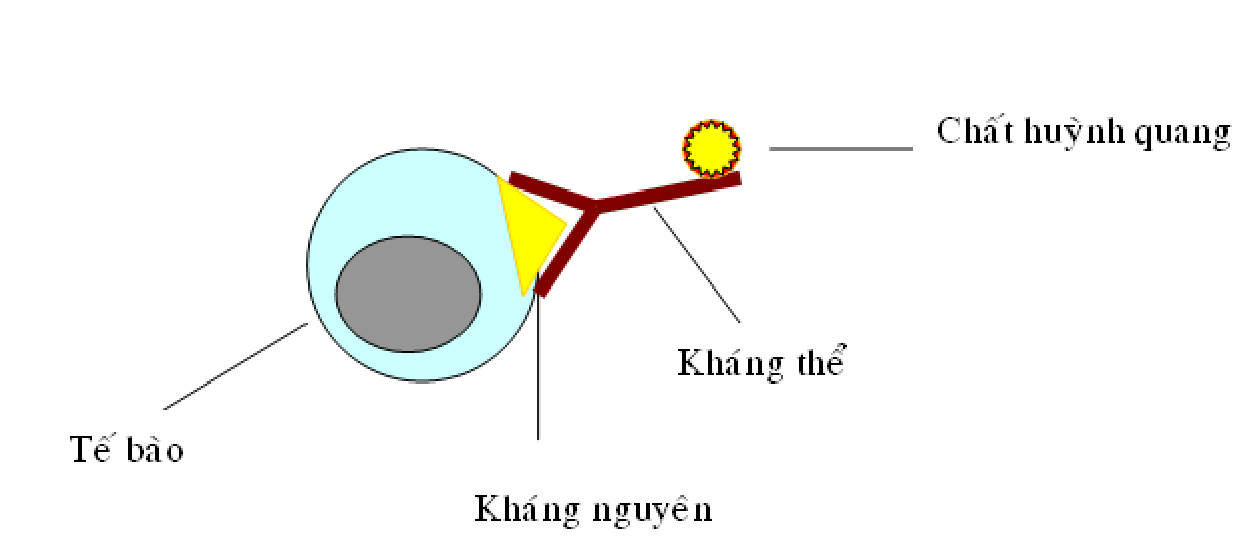 Chất huỳnh quang
Kháng thể
Tế bào
Kháng nguyên